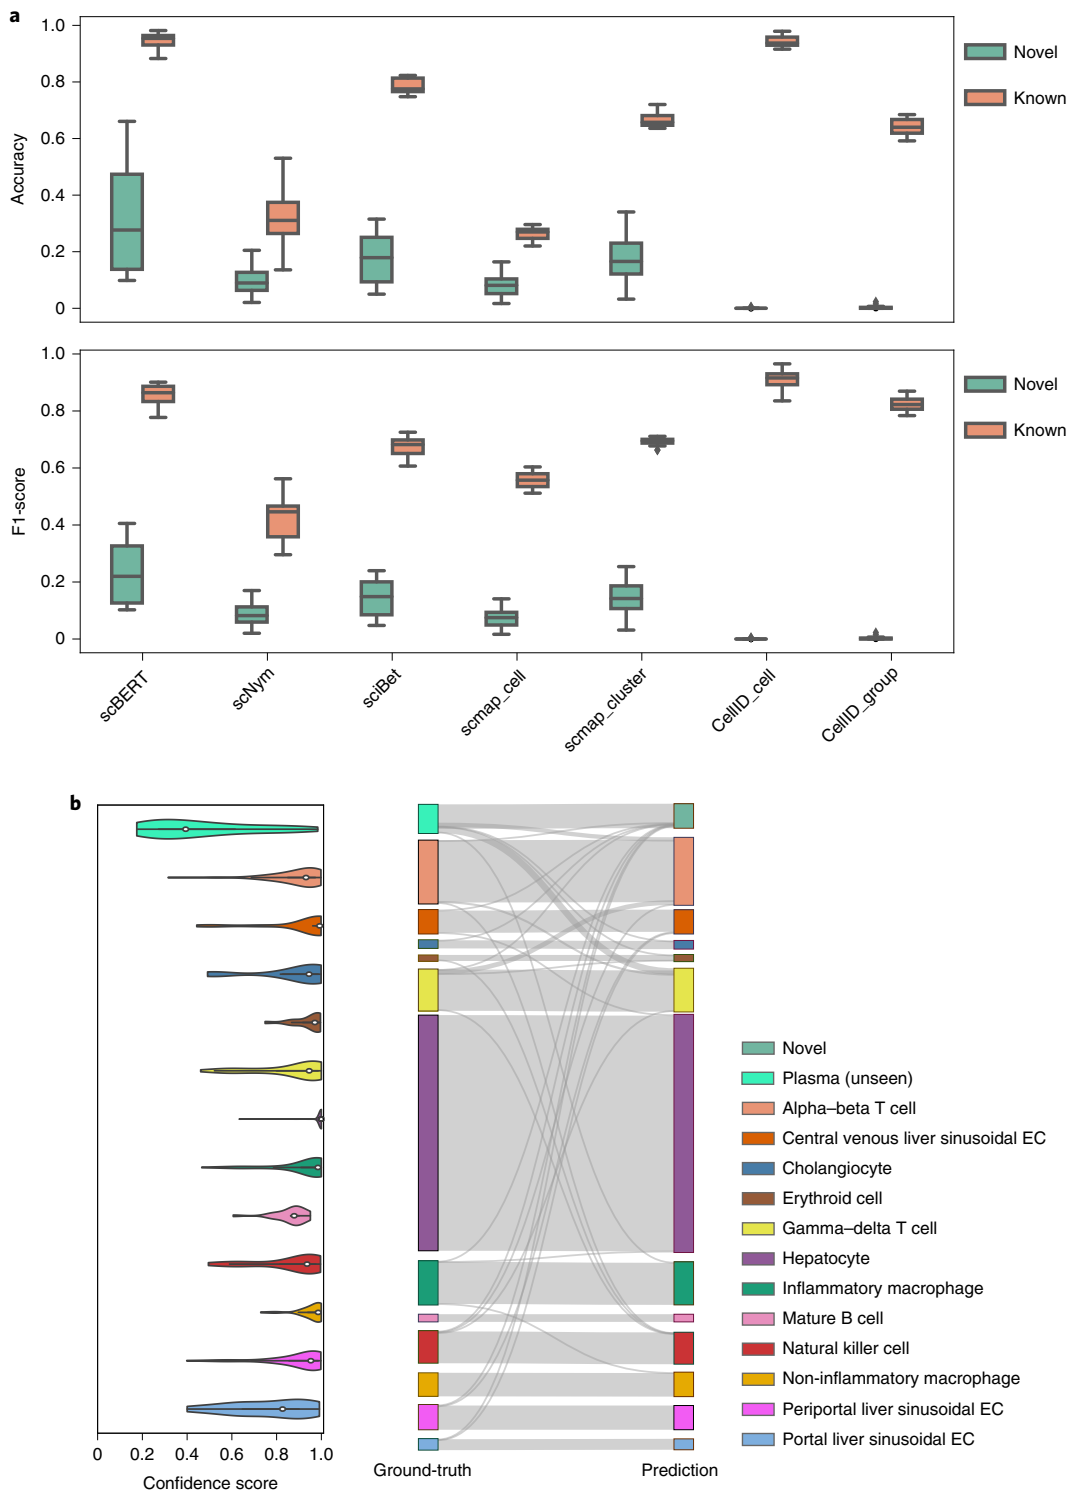 a
1.0
0.8
0.6
0.4
0.2
0
Accuracy
Novel
Known
1.0
0.8
0.6
0.4
0.2
0
F1-score
Novel
Known
scBERT
scNym
sciBet
scmap_cell
scmap_cluster
CellID_cell
CellID_group
b
0
0.2
0.4
0.6
0.8
1.0
Confidence score
Ground-truth
Prediction
Novel
Plasma (unseen)
Alpha–beta T cell
Central venous liver sinusoidal EC
Cholangiocyte
Erythroid cell
Gamma–delta T cell
Hepatocyte
Inflammatory macrophage
Mature B cell
Natural killer cell
Non-inflammatory macrophage
Periportal liver sinusoidal EC
Portal liver sinusoidal EC